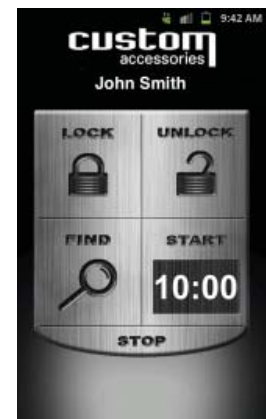 9:42 AM
custom
accessories
John Smith
LOCK UNLOCK
FIND START
10:00
STOP